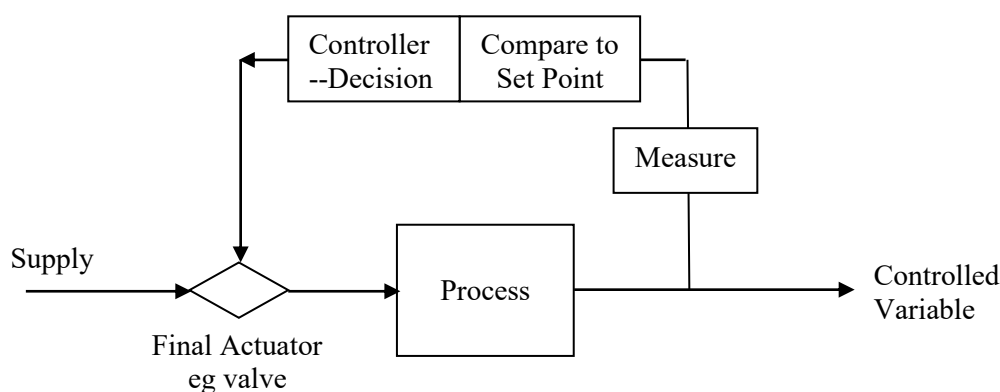 Controller
--Decision
Compare to
Set Point
Measure
Supply
Process
Controlled
Variable
Final Actuator
eg valve